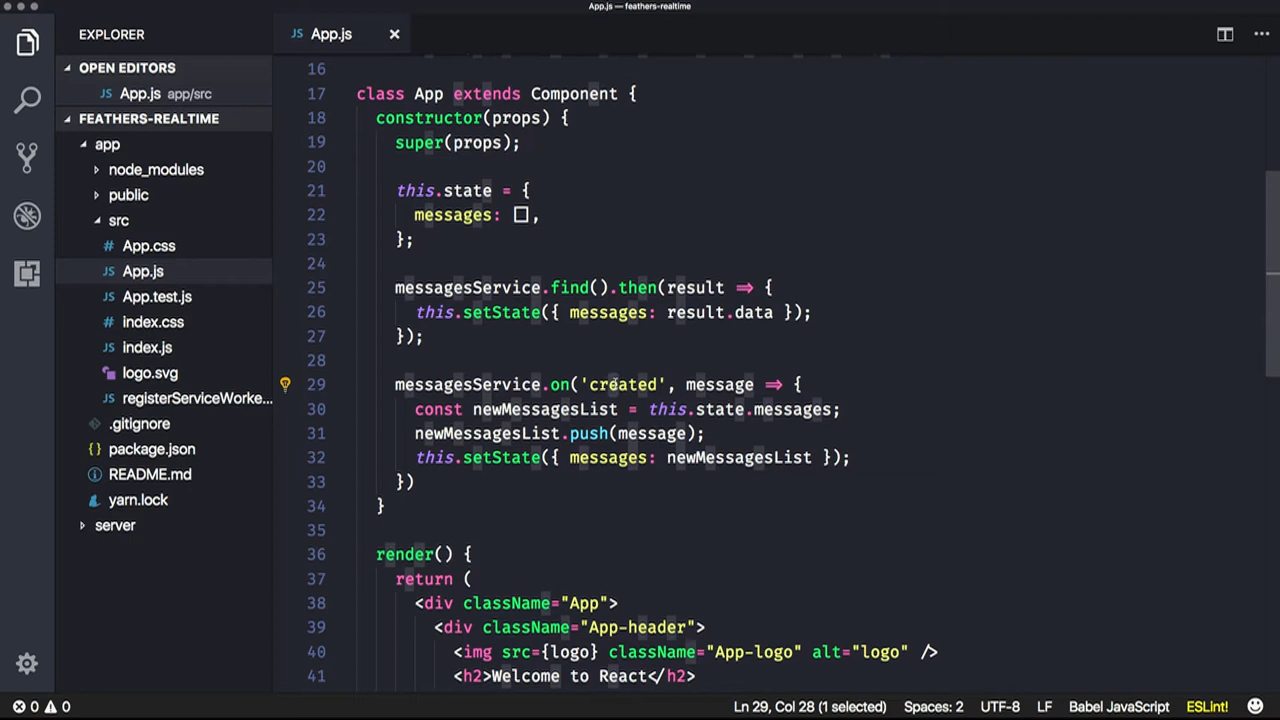 App.js — feathers-realtime
EXPLORER
OPEN EDITORS
JS App.js app/src
FEATHERS-REALTIME
app
node_modules
public
src
# App.css
JS App.js
JS App.test.js
# index.css
JS index.js
logo.svg
JS registerServiceWorke...
.gitignore
{} package.json
README.md
yarn.lock
server
JS App.js ×
16
17 class App extends Component {
18 constructor(props) {
19 super(props);
20
21 this.state = {
22 messages: [],
23 };
24
25 messagesService.find().then(result => {
26 this.setState({ messages: result.data });
27 });
28
29 messagesService.on('created', message => {
30 const newMessagesList = this.state.messages;
31 newMessagesList.push(message);
32 this.setState({ messages: newMessagesList });
33 })
34 }
35
36 render() {
37 return (
38 <div className="App">
39 <div className="App-header">
40 <img src={logo} className="App-logo" alt="logo" />
41 <h2>Welcome to React</h2>
0 0 Ln 29, Col 28 (1 selected) Spaces: 2 UTF-8 LF Babel JavaScript ESLint!